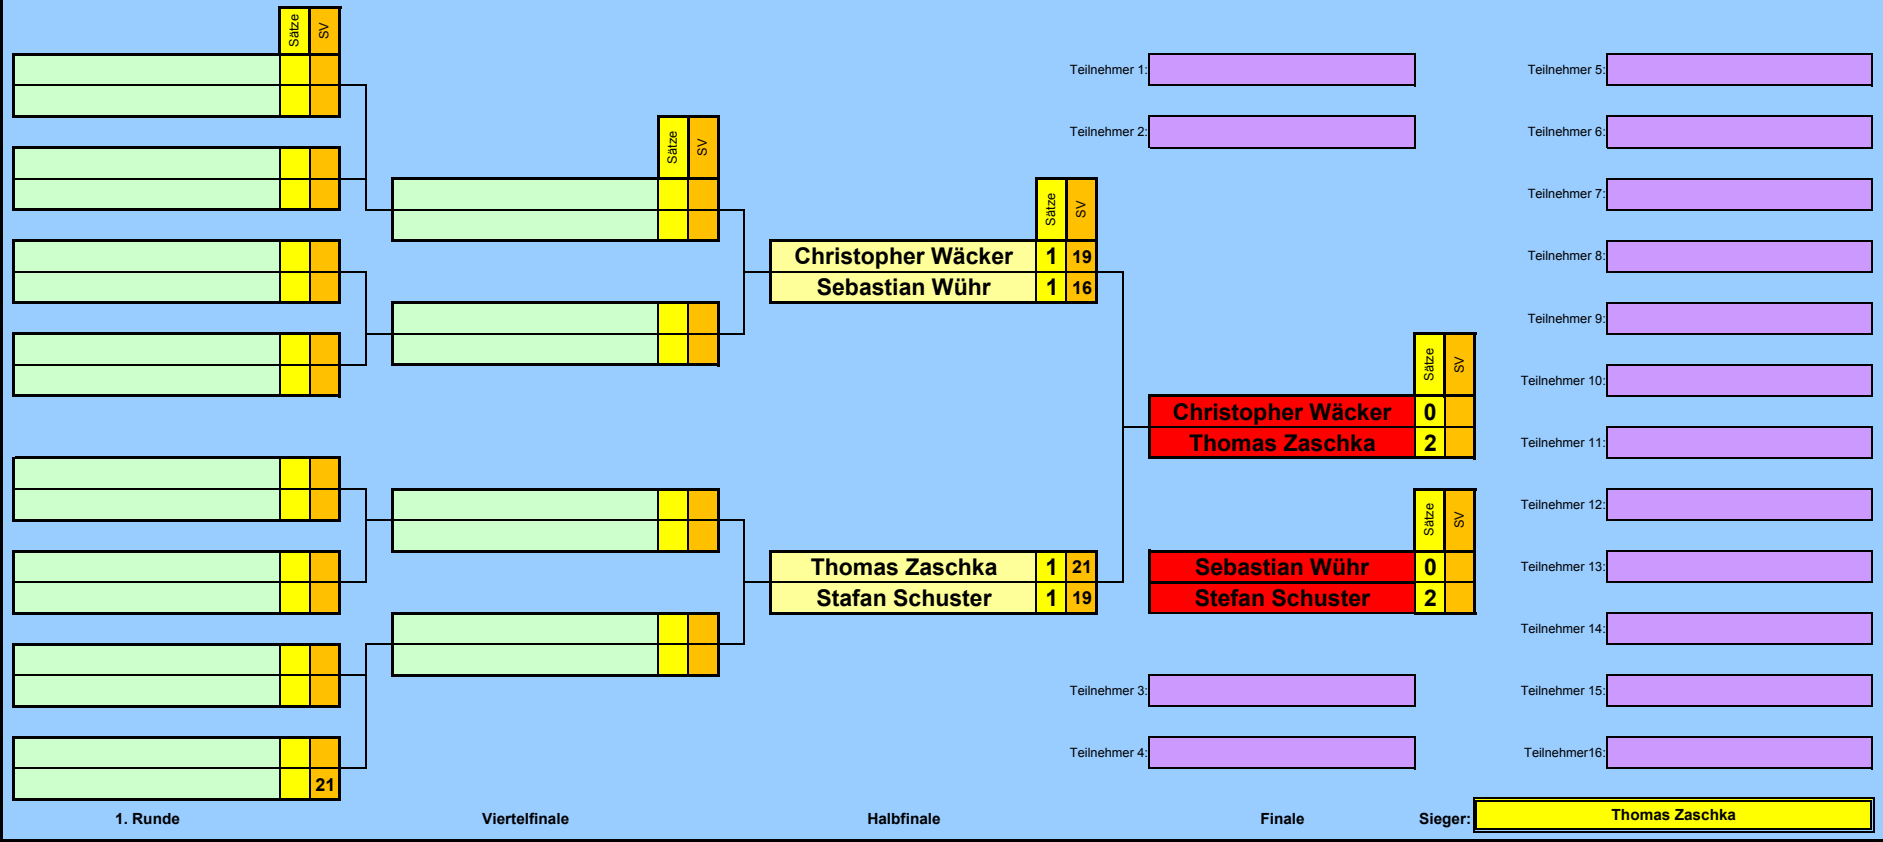 Sätze SV
Teilnehmer 1:
Teilnehmer 5:
Sätze SV
Teilnehmer 2:
Teilnehmer 6:
Sätze SV
Teilnehmer 7:
Christopher Wäcker 1 19
Teilnehmer 8:
Sebastian Wühr 1 16
Teilnehmer 9:
Sätze SV
Teilnehmer 10:
Christopher Wäcker 0
Thomas Zaschka 2
Teilnehmer 11:
Sätze SV
Teilnehmer 12:
Thomas Zaschka 1 21
Sebastian Wühr 0
Teilnehmer 13:
Stafan Schuster 1 19
Stefan Schuster 2
Teilnehmer 14:
Teilnehmer 3:
Teilnehmer 15:
Teilnehmer 4:
Teilnehmer16:
21
1. Runde
Viertelfinale
Halbfinale
Finale
Sieger: Thomas Zaschka